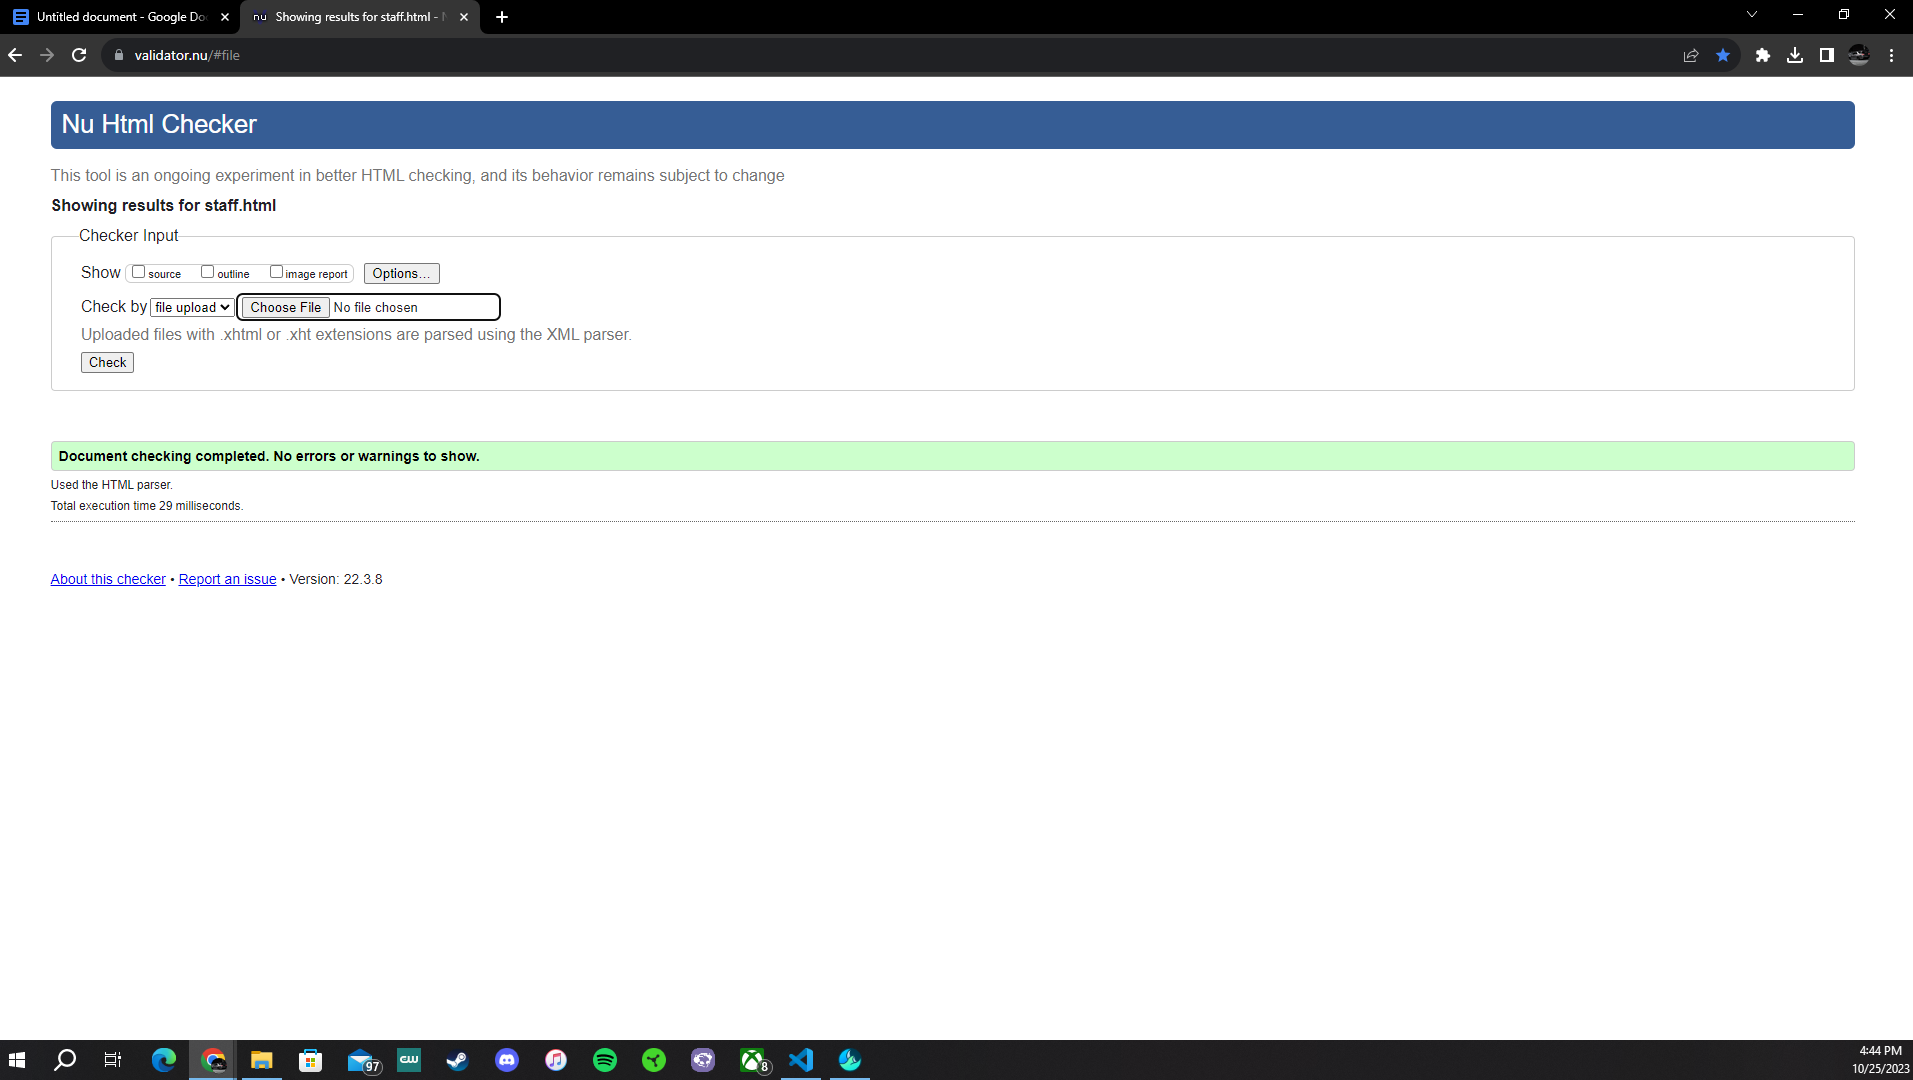 Untitled document - Google Do
nu Showing results for staff.html - N
validator.nu/#file
Nu Html Checker
This tool is an ongoing experiment in better HTML checking, and its behavior remains subject to change
Showing results for staff.html
Checker Input
Show source outline image report Options...
Check by file upload Choose File No file chosen
Uploaded files with .xhtml or .xht extensions are parsed using the XML parser.
Check
Document checking completed. No errors or warnings to show.
Used the HTML parser.
Total execution time 29 milliseconds.
About this checker • Report an issue • Version: 22.3.8
97
CW
8
4:44 PM
10/25/2023